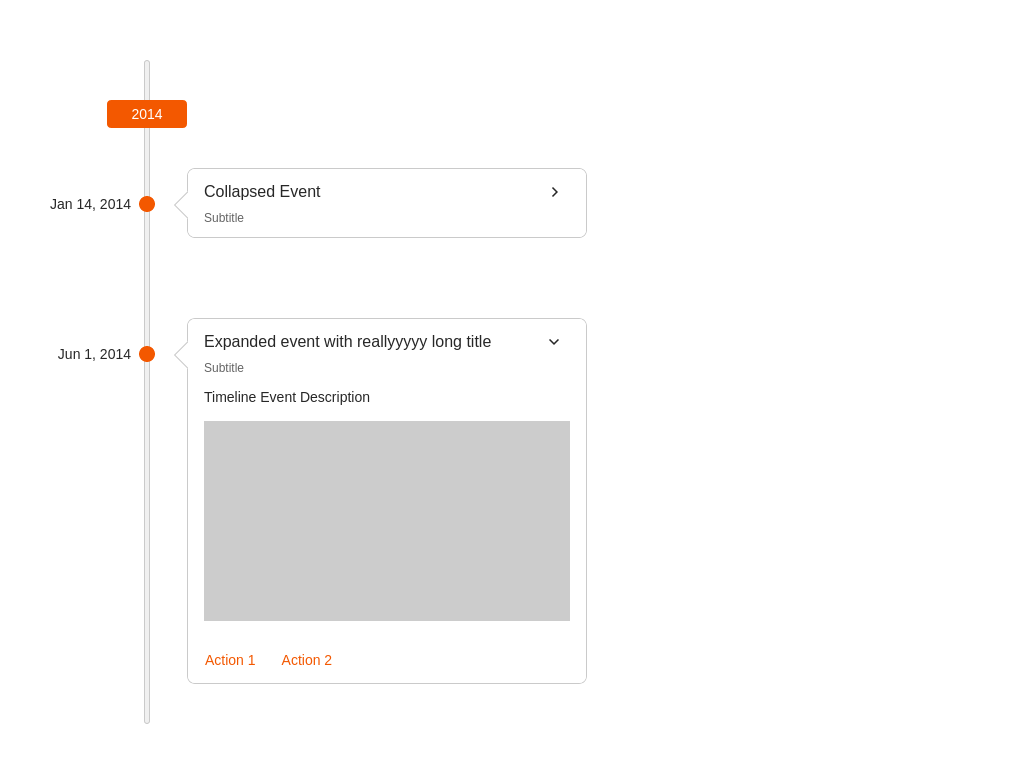 2014
Jan 14, 2014
Collapsed Event
Subtitle
Jun 1, 2014
Expanded event with reallyyyyy long title
Subtitle
Timeline Event Description
Action 1
Action 2